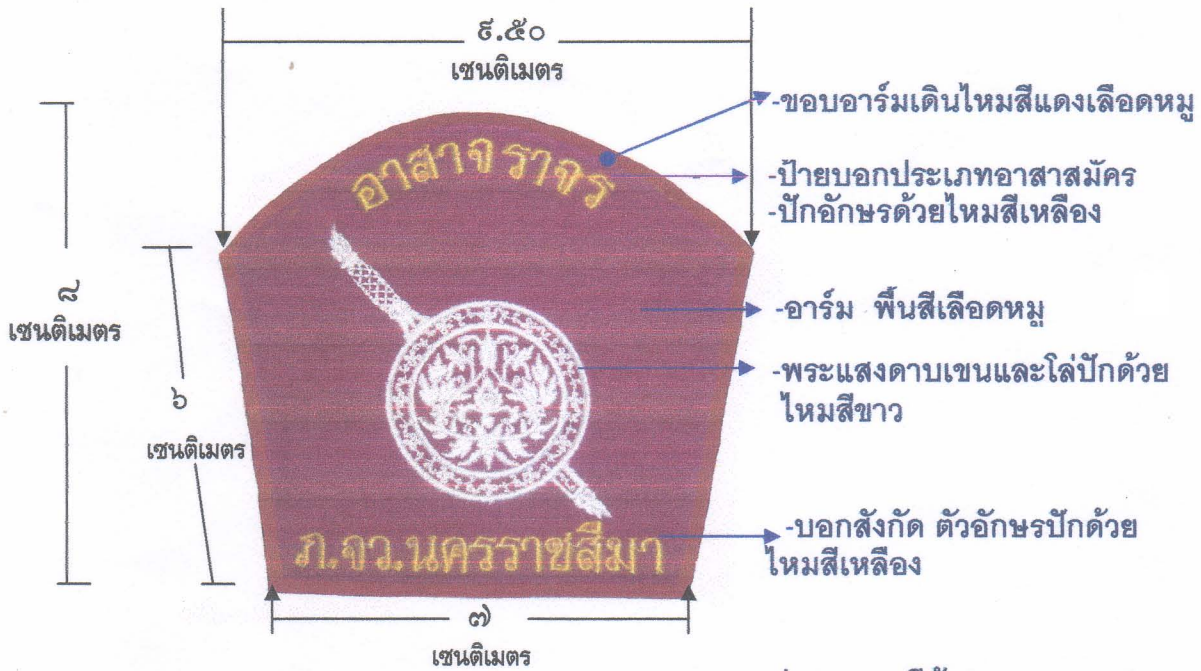 ๙.๕๐
เซนติเมตร
-ขอบอาร์มเดินไหมสีแดงเลือดหมู
อาสาจราจร
-ป้ายบอกประเภทอาสาสมัคร
-ปักอักษรด้วยไหมสีเหลือง
๘
เซนติเมตร
-อาร์ม พื้นสีเลือดหมู
-พระแสงดาบเขนและโล่ปักด้วย
ไหมสีขาว
๖
เซนติเมตร
-บอกสังกัด ตัวอักษรปักด้วย
ไหมสีเหลือง
ภ.จว.นครราชสีมา
๗
เซนติเมตร